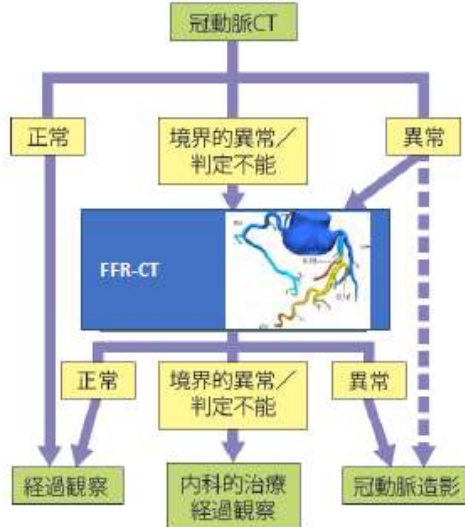 冠動脈CT
正常
境界的異常／
判定不能
異常
FFR-CT
正常
境界的異常／
判定不能
異常
経過観察
内科的治療
経過観察
冠動脈造影